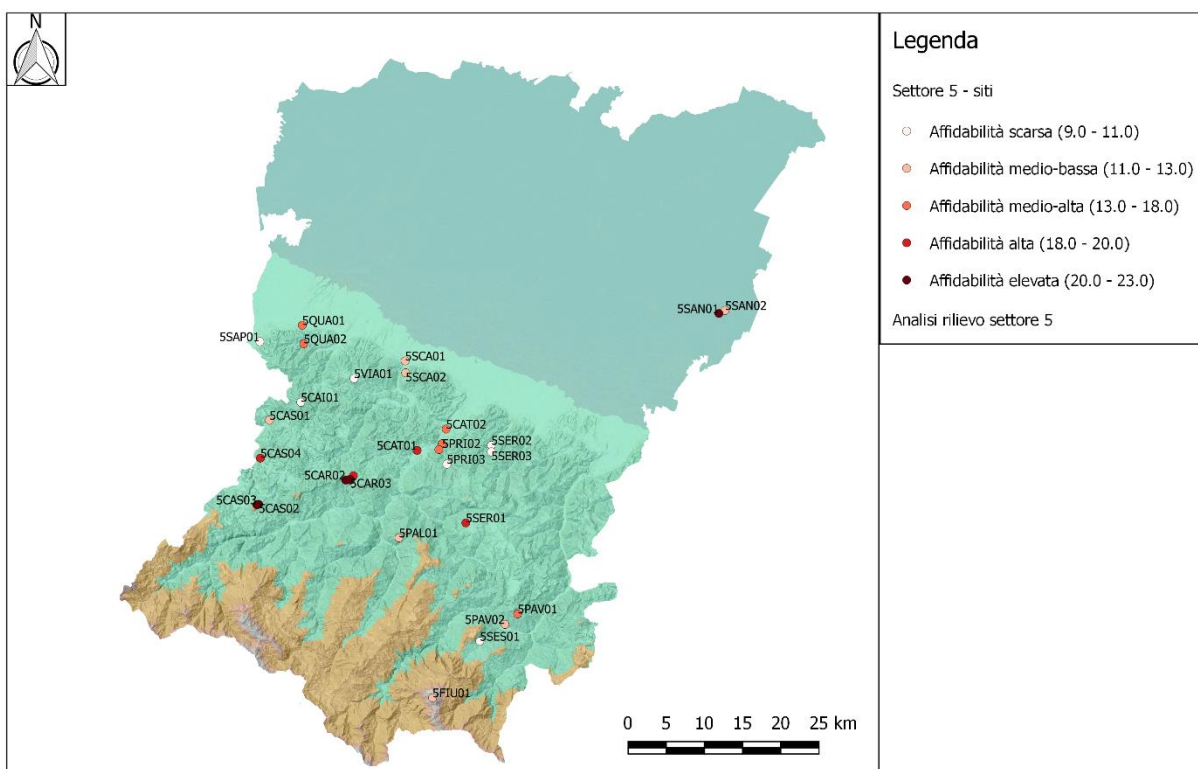 N
Legenda
Settore 5 - siti
Affidabilità scarsa (9.0 - 11.0)
Affidabilità medio-bassa (11.0 - 13.0)
Affidabilità medio-alta (13.0 - 18.0)
Affidabilità alta (18.0 - 20.0)
Affidabilità elevata (20.0 - 23.0)
Analisi rilievo settore 5
5SAN01 5SAN02
5QUA01
5SAP01 5QUA02
5SCA01
5VIA01 5SCA02
5CAI01
5CAS01
5CAT02
5CAT01 5PRI02 5SER02
5CAS04 5PRI03 5SER03
5CAR02 5CAR03
5CAS03 5CAS02
5SER01
5PAL01
5PAV01
5PAV02
5SES01
5FIU01
0 5 10 15 20 25 km